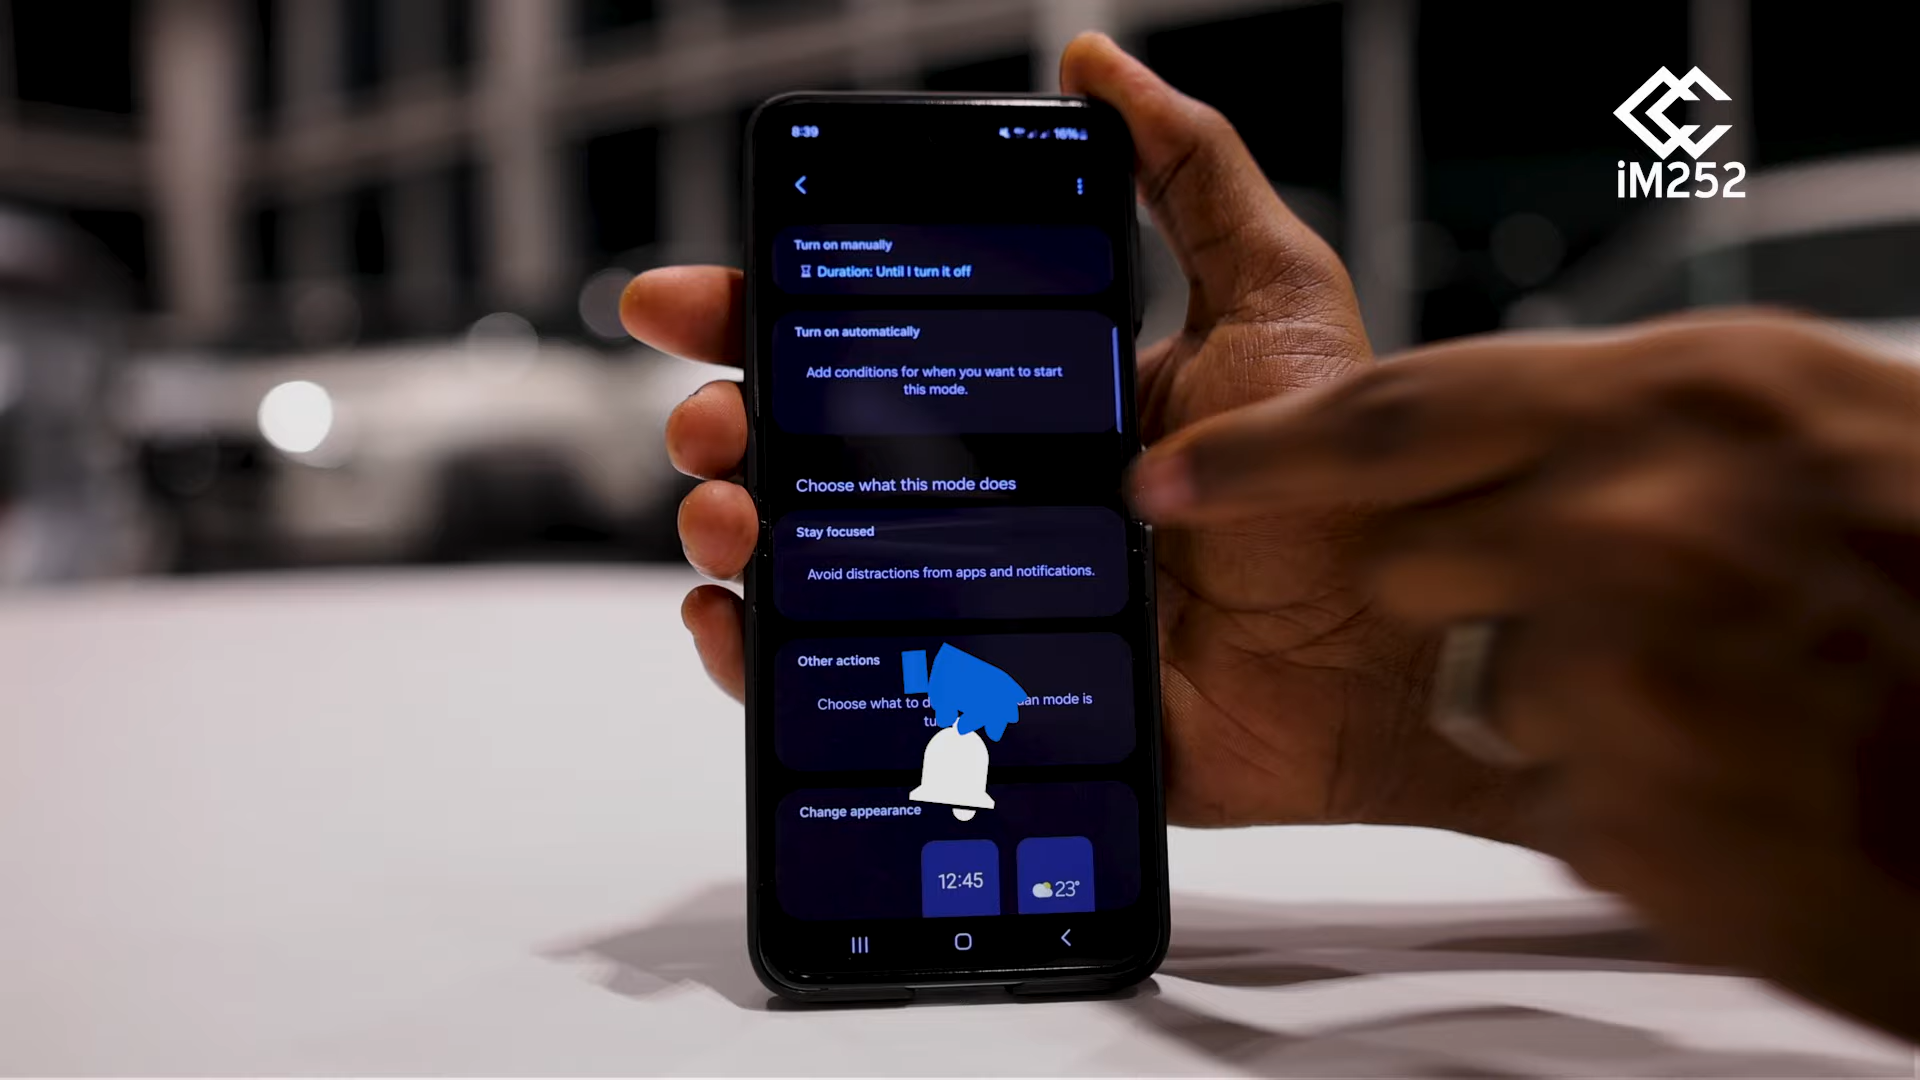 iM252
8:39
16%
Turn on manually
Duration: Until I turn it off
Turn on automatically
Add conditions for when you want to start
this mode.
Choose what this mode does
Stay focused
Avoid distractions from apps and notifications.
Other actions
Choose what to mode is
Change appearance
12:45
23°